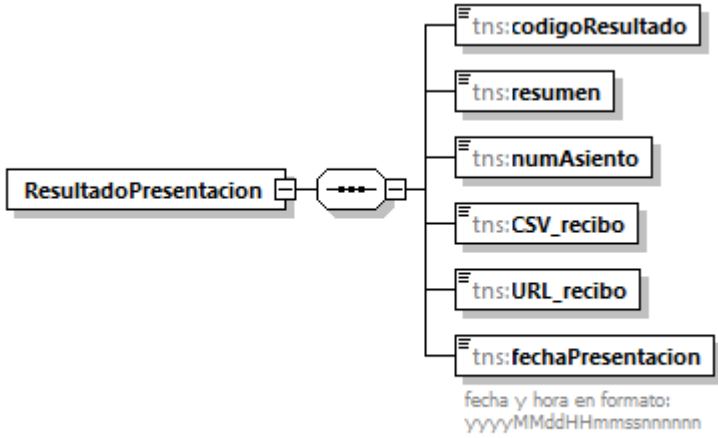 tns:codigoResultado
tns:resumen
tns:numAsiento
ResultadoPresentacion
tns:CSV_recibo
tns:URL_recibo
tns:fechaPresentacion
fecha y hora en formato:
yyyyMMddHHmmssnnnnnn